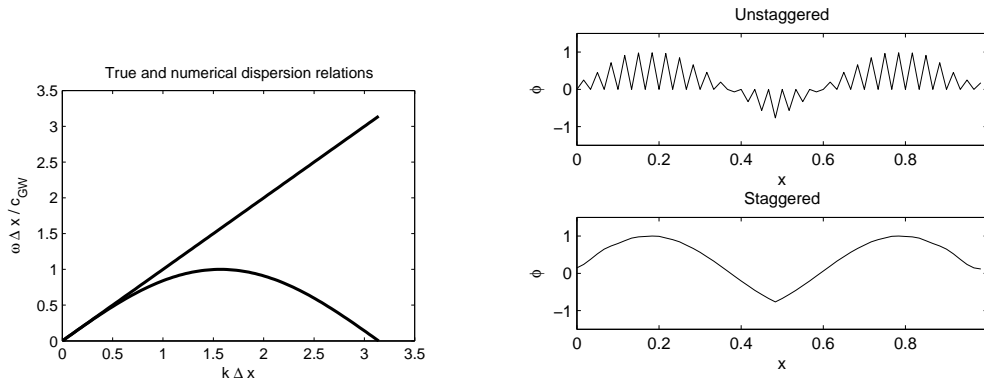 True and numerical dispersion relations
3.5
3
2.5
2
1.5
1
0.5
0
ω Δ x / c_GW
0 0.5 1 1.5 2 2.5 3 3.5
k Δ x
Unstaggered
1
0
−1
ϕ
0 0.2 0.4 0.6 0.8
x
Staggered
1
0
−1
ϕ
0 0.2 0.4 0.6 0.8
x